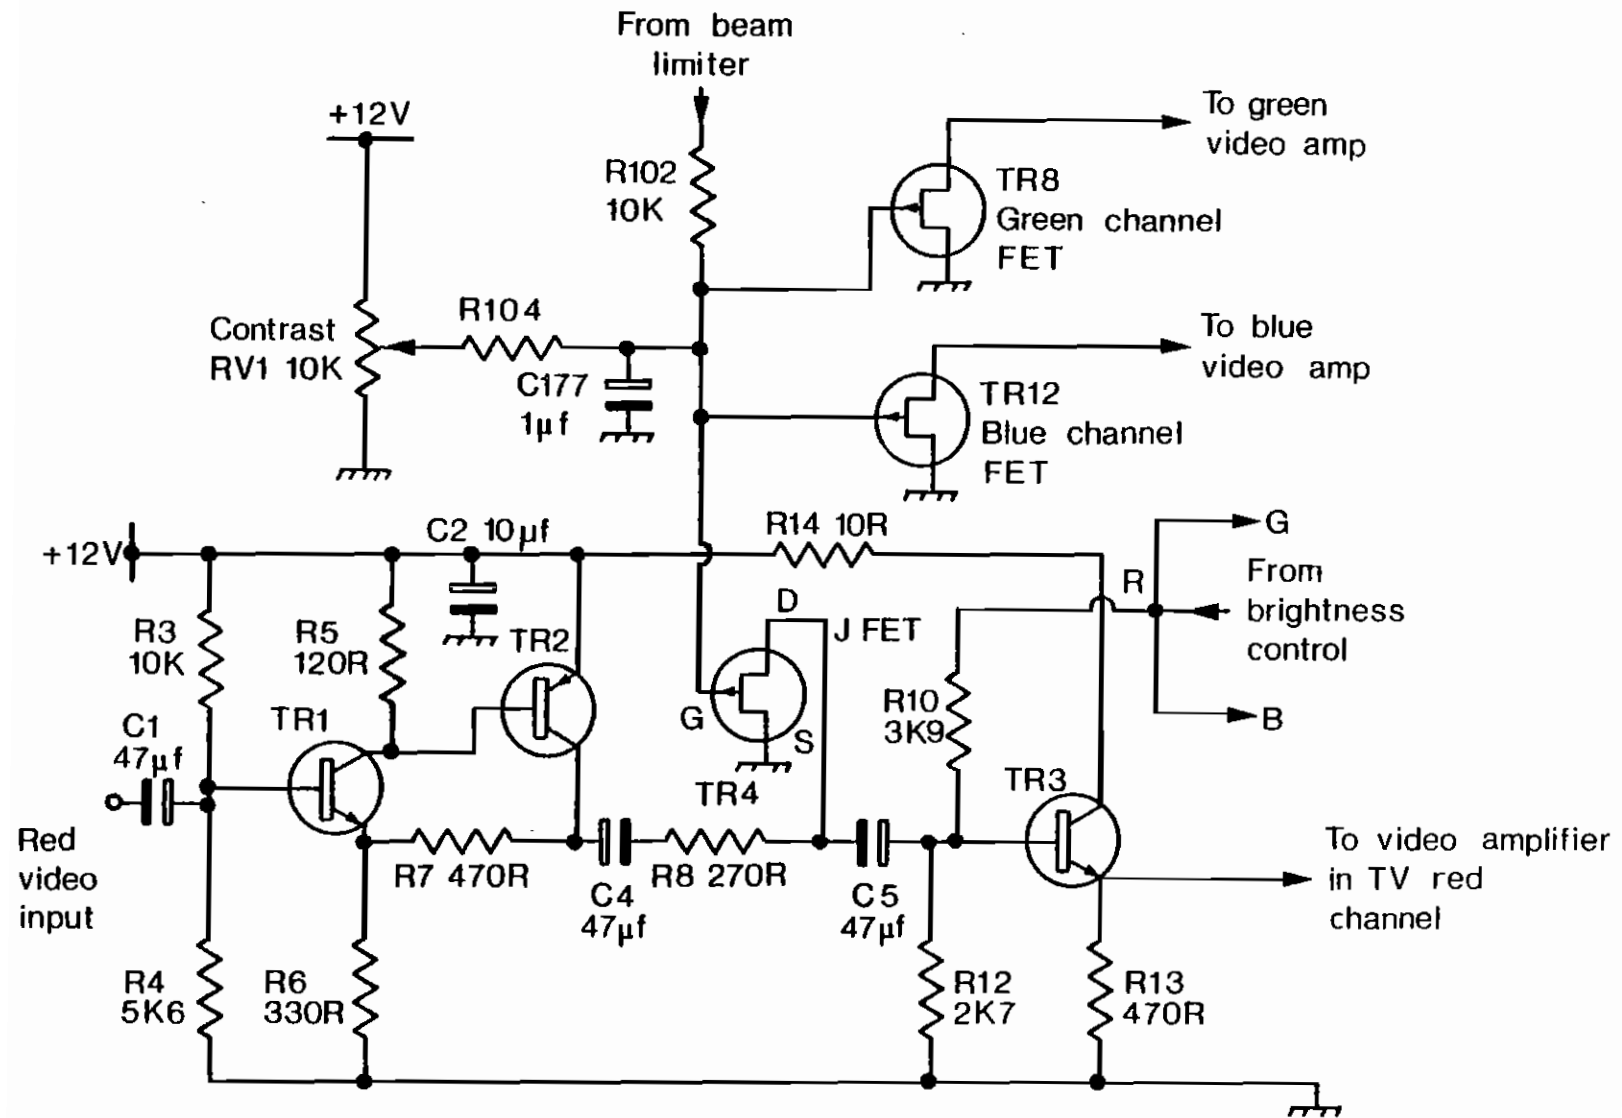 From beam
limiter
+12V
R102
10K
To green
video amp
TR8
Green channel
FET
Contrast
RV1 10K
R104
C177
1μf
To blue
video amp
TR12
Blue channel
FET
+12V
C2 10μf
R14 10R
R3
10K
R5
120R
TR2
D
J FET
G
S
TR4
R
G
From
brightness
control
B
C1
47μf
TR1
R10
3K9
TR3
Red
video
input
R7 470R
C4
47μf
R8 270R
C5
47μf
To video amplifier
in TV red
channel
R4
5K6
R6
330R
R12
2K7
R13
470R